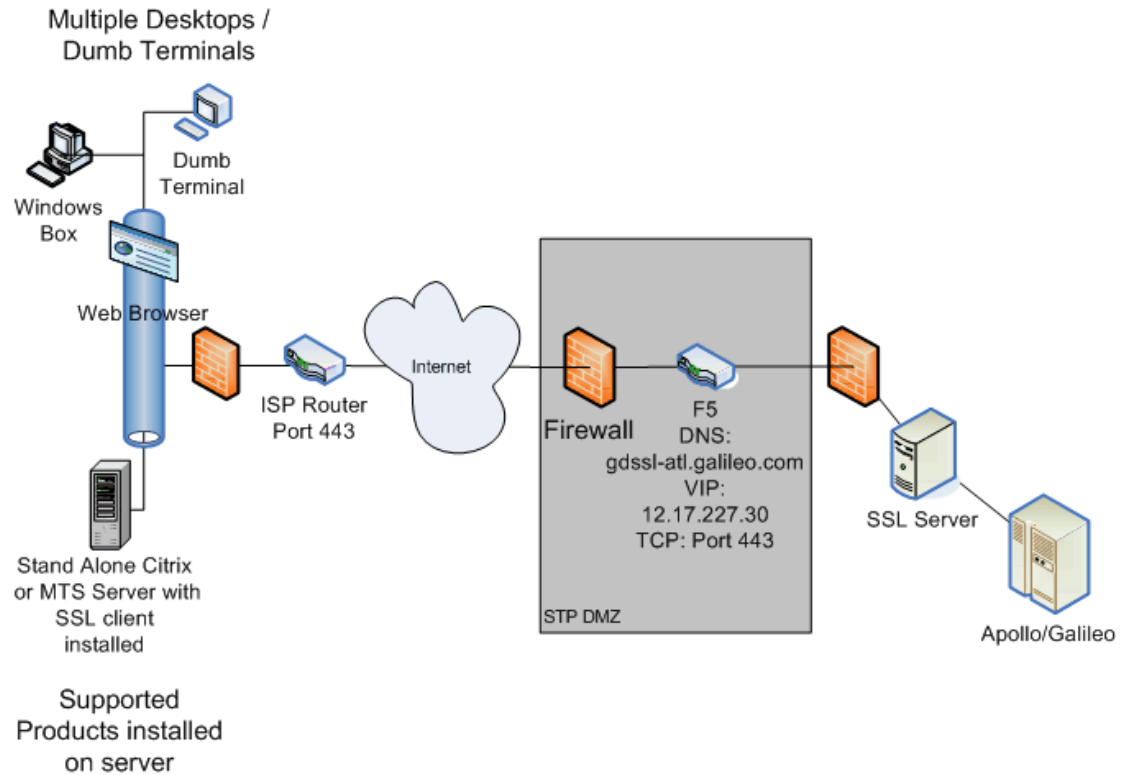 Multiple Desktops /
Dumb Terminals
Dumb
Terminal
Windows
Box
Web Browser
ISP Router
Port 443
Internet
Firewall
F5
DNS:
gdssl-atl.galileo.com
VIP:
12.17.227.30
TCP: Port 443
STP DMZ
SSL Server
Apollo/Galileo
Stand Alone Citrix
or MTS Server with
SSL client
installed
Supported
Products installed
on server